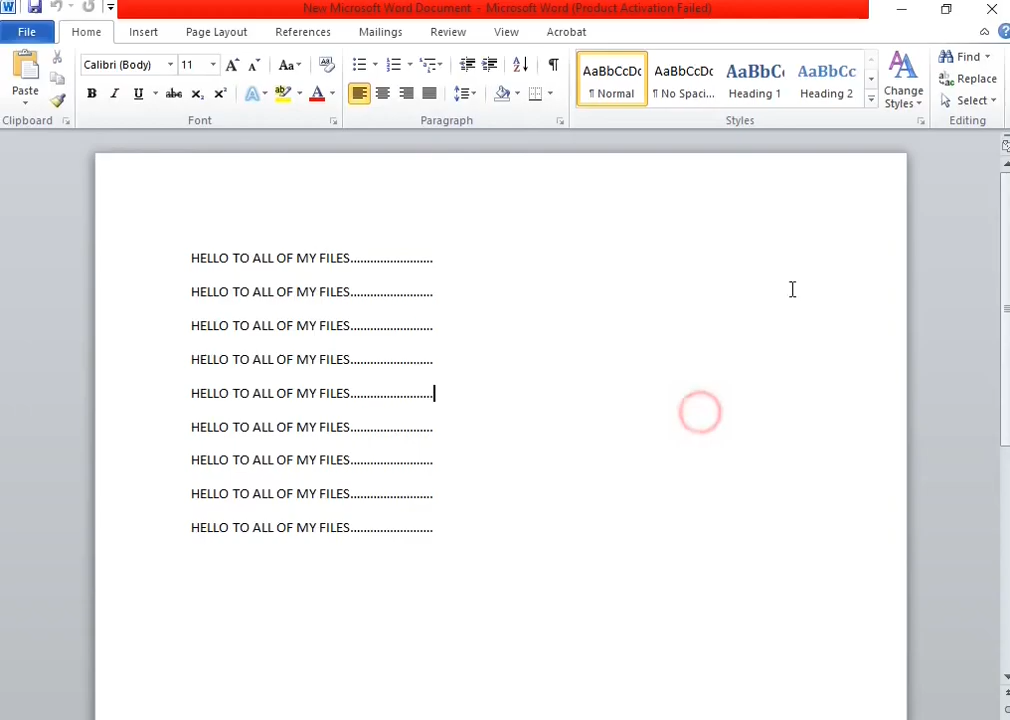 New Microsoft Word Document - Microsoft Word (Product Activation Failed)
File Home Insert Page Layout References Mailings Review View Acrobat
Calibri (Body) 11 Aa
AaBbCcDc AaBbCcDc AaBbC AaBbCc
Find
Replace
Select
Paste
B I U abc X₂ X² A A
¶ Normal ¶ No Spaci... Heading 1 Heading 2
Change Styles
Clipboard Font Paragraph Styles Editing
HELLO TO ALL OF MY FILES.........................
HELLO TO ALL OF MY FILES.........................
HELLO TO ALL OF MY FILES.........................
HELLO TO ALL OF MY FILES.........................
HELLO TO ALL OF MY FILES.........................
HELLO TO ALL OF MY FILES.........................
HELLO TO ALL OF MY FILES.........................
HELLO TO ALL OF MY FILES.........................
HELLO TO ALL OF MY FILES.........................